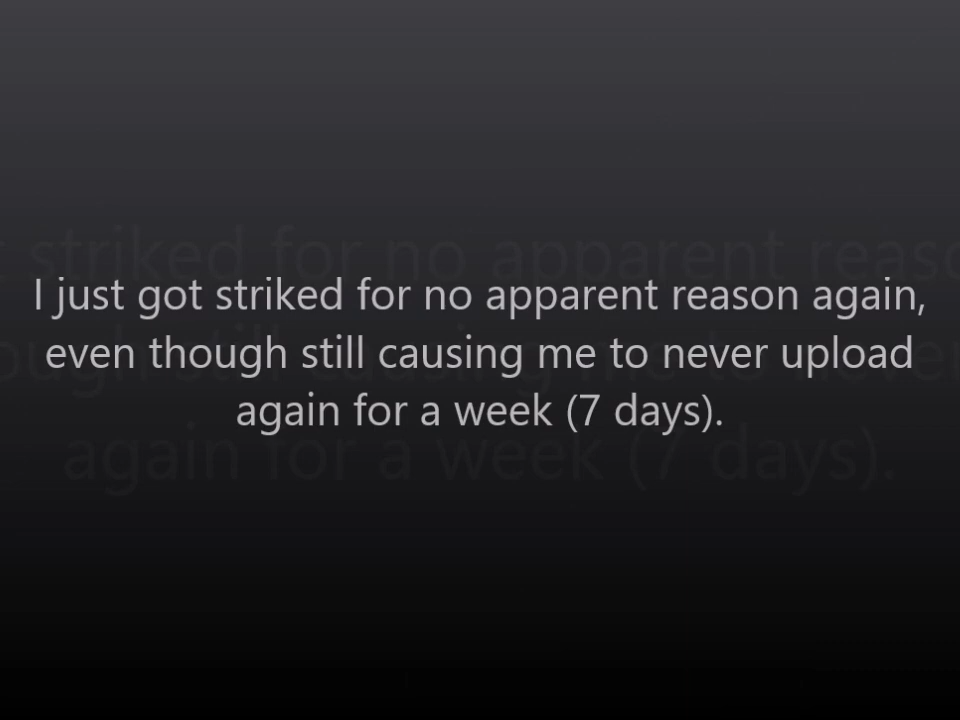 I just got striked for no apparent reason again,
even though still causing me to never upload
again for a week (7 days).